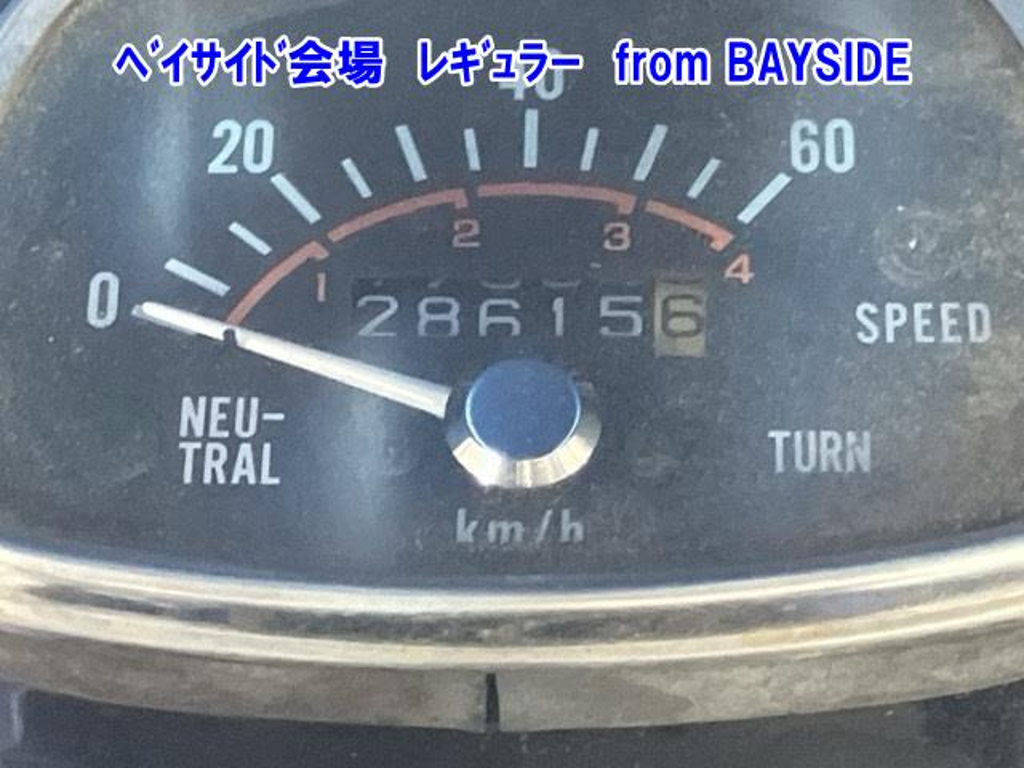 ﾍﾞｲｻｲﾄﾞ会場　ﾚｷﾞｭﾗｰ　from BAYSIDE
40
20
60
0
1
2
3
4
286156
SPEED
NEU-
TRAL
TURN
km/h